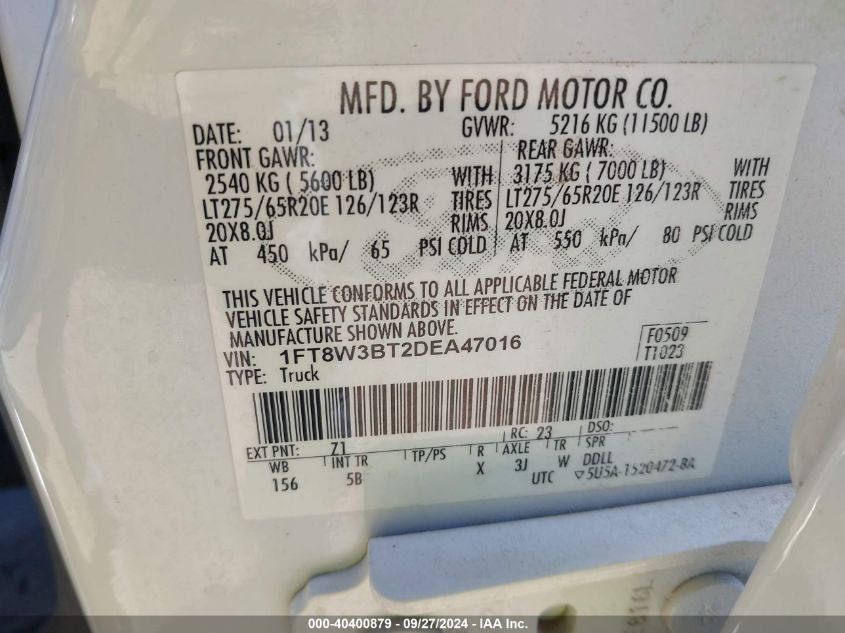 MFD. BY FORD MOTOR CO.
DATE: 01/13 GVWR: 5216 KG (11500 LB)
FRONT GAWR: REAR GAWR:
2540 KG ( 5600 LB) WITH 3175 KG ( 7000 LB) WITH
LT275/65R20E 126/123R TIRES LT275/65R20E 126/123R TIRES
20X8.0J RIMS 20X8.0J RIMS
AT 450 kPa/ 65 PSI COLD AT 550 kPa/ 80 PSI COLD
THIS VEHICLE CONFORMS TO ALL APPLICABLE FEDERAL MOTOR
VEHICLE SAFETY STANDARDS IN EFFECT ON THE DATE OF
MANUFACTURE SHOWN ABOVE.
VIN: 1FT8W3BT2DEA47016 F0509
TYPE: Truck T1023
EXT PNT: Z1 RC: 23 DSO:
WB INT TR TP/PS R AXLE TR SPR
156 5B X 3J W DDLL
UTC ▽5U5A-1520472-BA
000-40400879 - 09/27/2024 - IAA Inc.